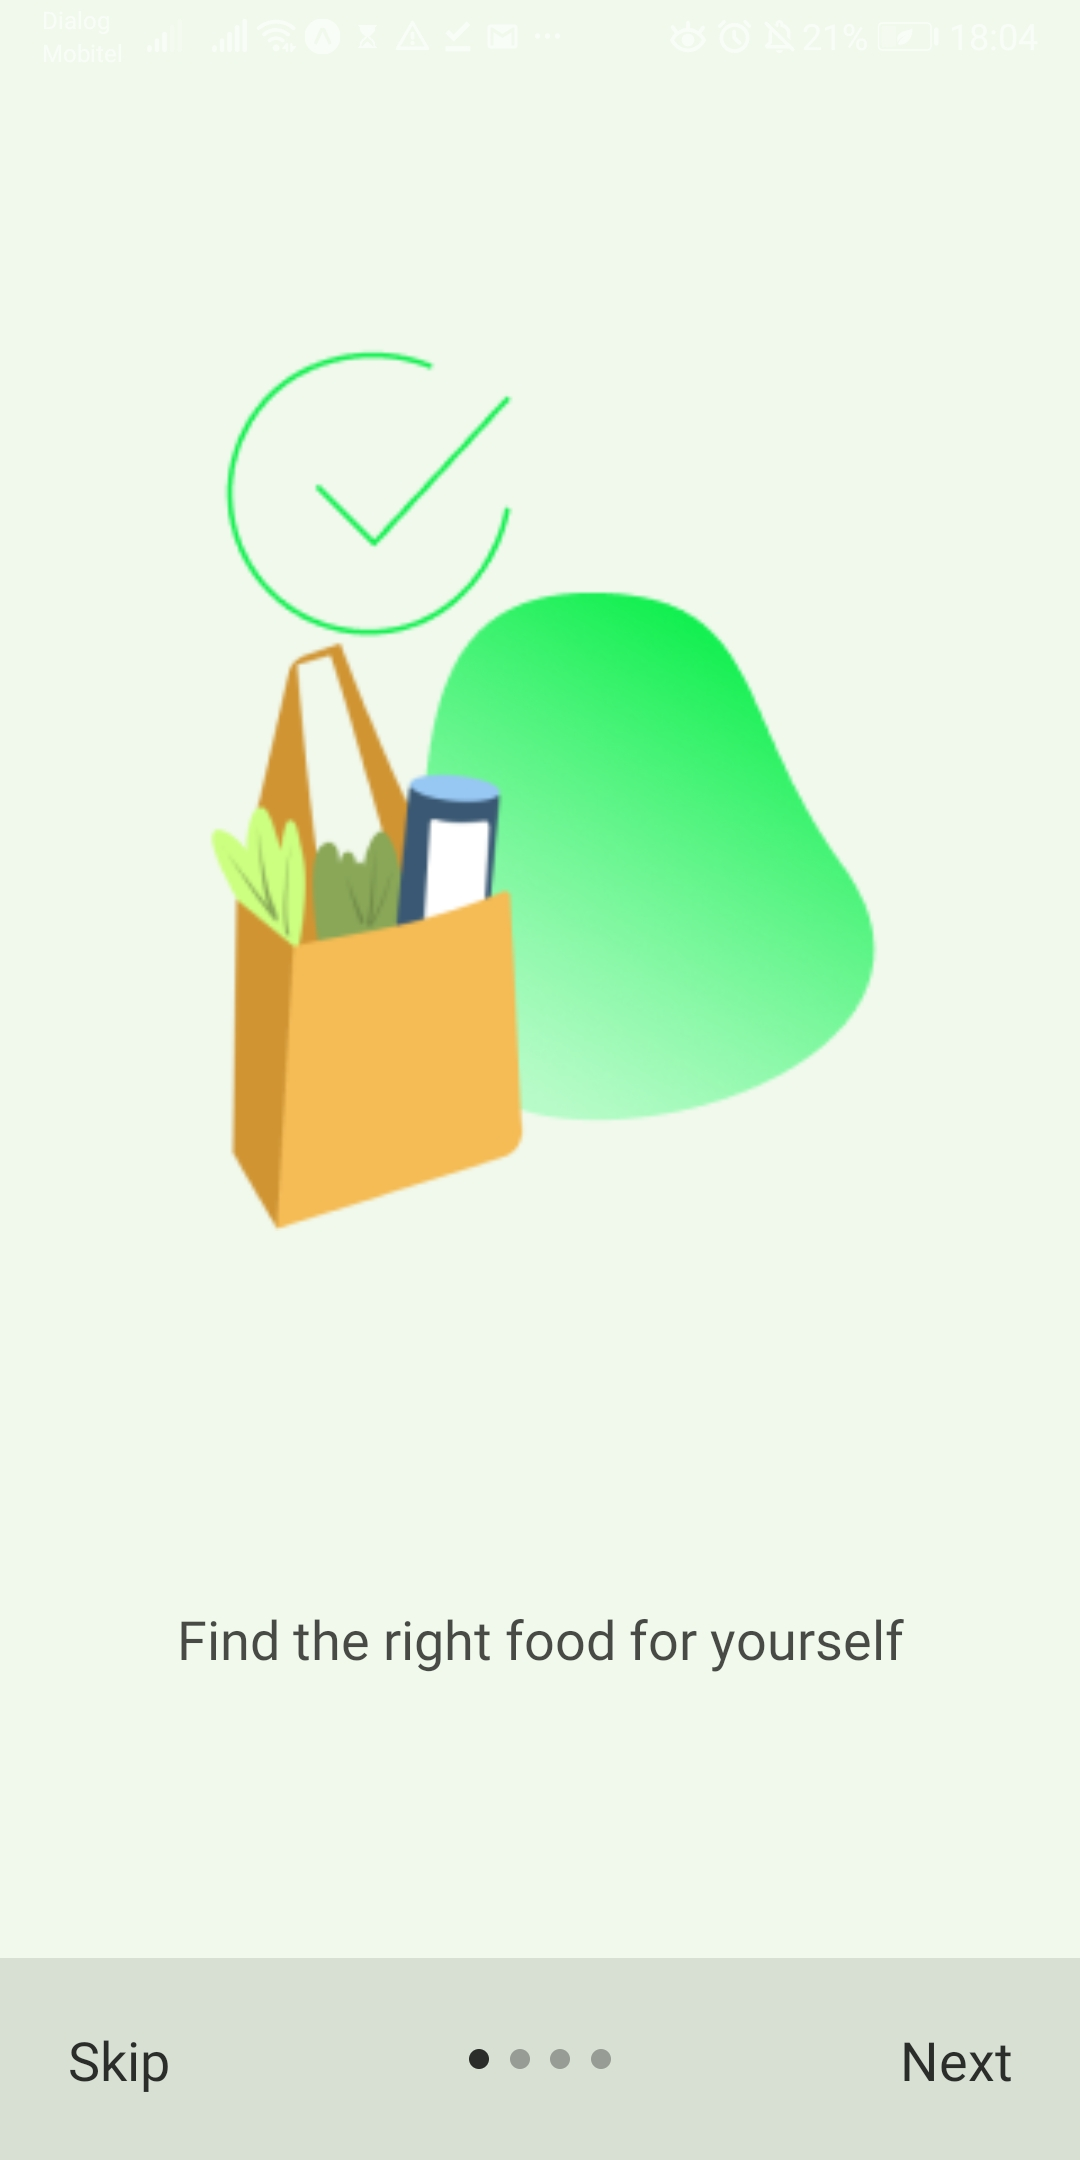 Dialog
Mobitel
21% 18:04
Find the right food for yourself
Skip
Next